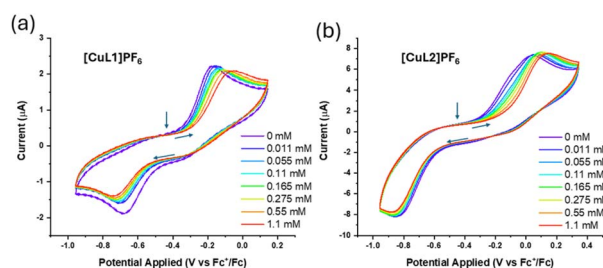 (a)
[CuL1]PF6
Current (µA)
3
2
1
0
-1
-2
0 mM
0.011 mM
0.055 mM
0.11 mM
0.165 mM
0.275 mM
0.55 mM
1.1 mM
-1.0 -0.8 -0.6 -0.4 -0.2 0.0 0.2
Potential Applied (V vs Fc+/Fc)
(b)
[CuL2]PF6
Current (µA)
10
8
6
4
2
0
-2
-4
-6
-8
-10
0 mM
0.011 mM
0.055 mM
0.11 mM
0.165 mM
0.275 mM
0.55 mM
1.1 mM
-1.0 -0.8 -0.6 -0.4 -0.2 0.0 0.2 0.4
Potential Applied (V vs Fc+/Fc)